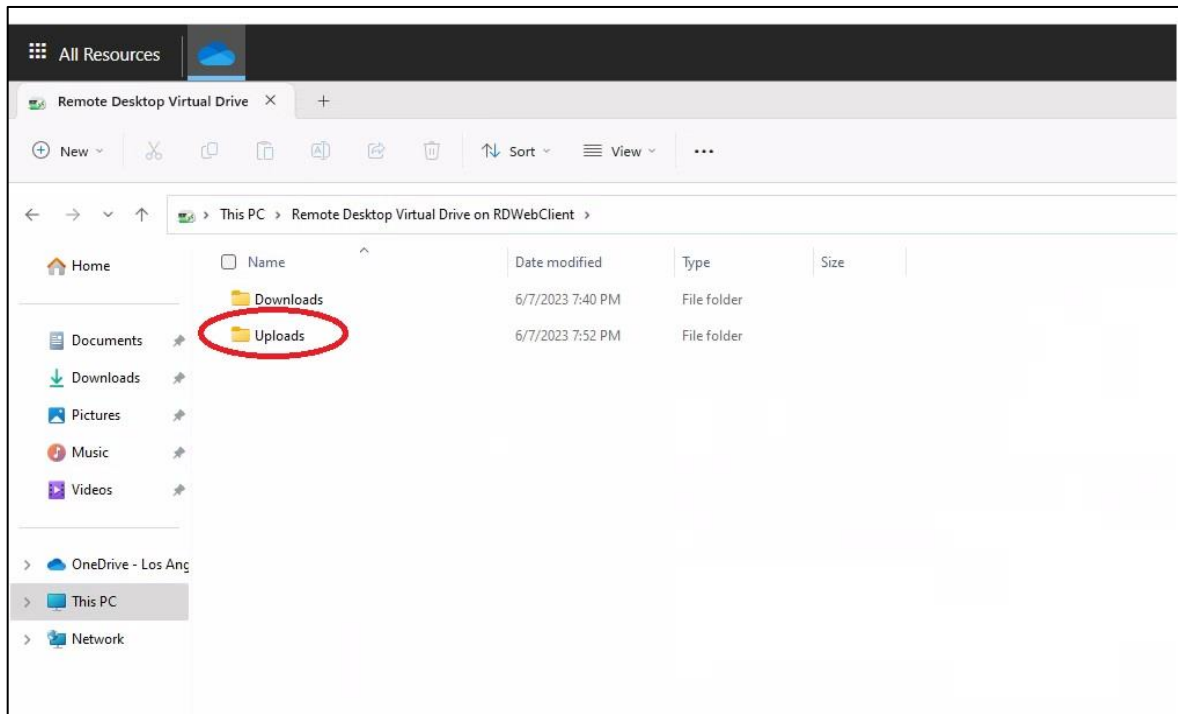 All Resources
Remote Desktop Virtual Drive
New
Sort
View
This PC > Remote Desktop Virtual Drive on RDWebClient >
Name Date modified Type Size
Downloads 6/7/2023 7:40 PM File folder
Uploads 6/7/2023 7:52 PM File folder
Home
Documents
Downloads
Pictures
Music
Videos
OneDrive - Los Ang
This PC
Network